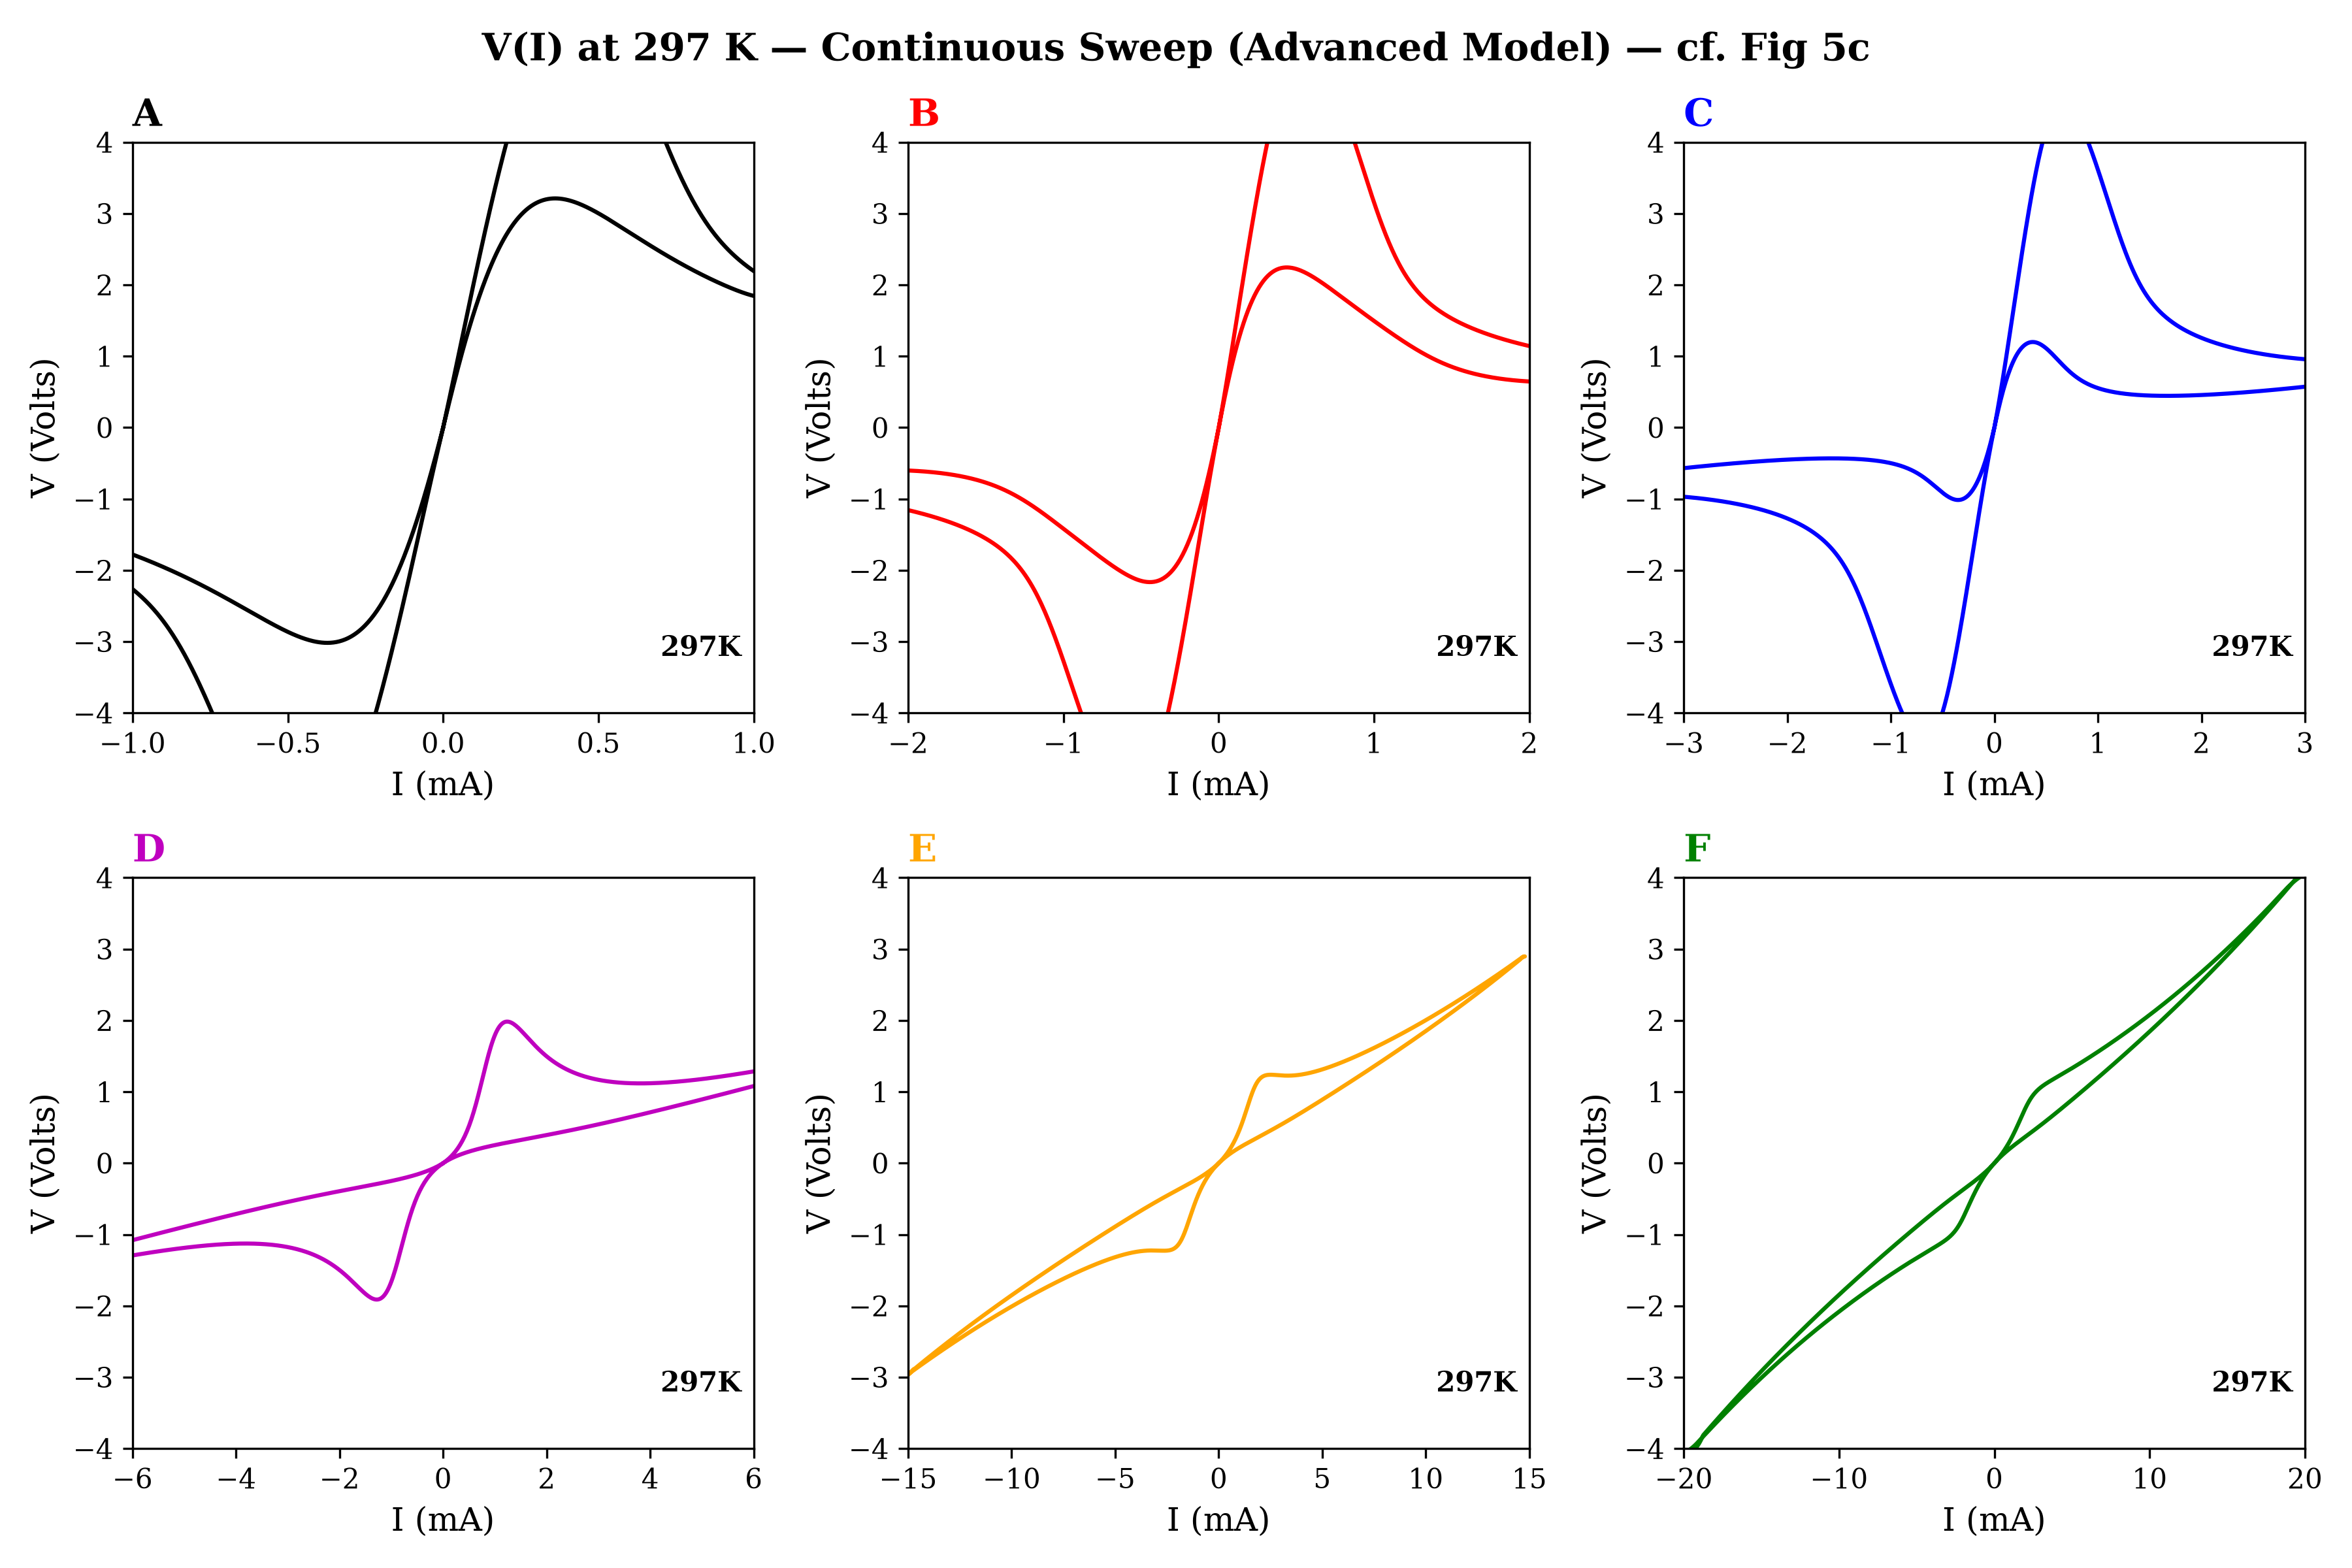 V(I) at 297 K — Continuous Sweep (Advanced Model) — cf. Fig 5c
A
4
3
2
1
0
−1
−2
−3
−4
V (Volts)
297K
−1.0 −0.5 0.0 0.5 1.0
I (mA)
B
4
3
2
1
0
−1
−2
−3
−4
V (Volts)
297K
−2 −1 0 1 2
I (mA)
C
4
3
2
1
0
−1
−2
−3
−4
V (Volts)
297K
−3 −2 −1 0 1 2 3
I (mA)
D
4
3
2
1
0
−1
−2
−3
−4
V (Volts)
297K
−6 −4 −2 0 2 4 6
I (mA)
E
4
3
2
1
0
−1
−2
−3
−4
V (Volts)
297K
−15 −10 −5 0 5 10 15
I (mA)
F
4
3
2
1
0
−1
−2
−3
−4
V (Volts)
297K
−20 −10 0 10 20
I (mA)